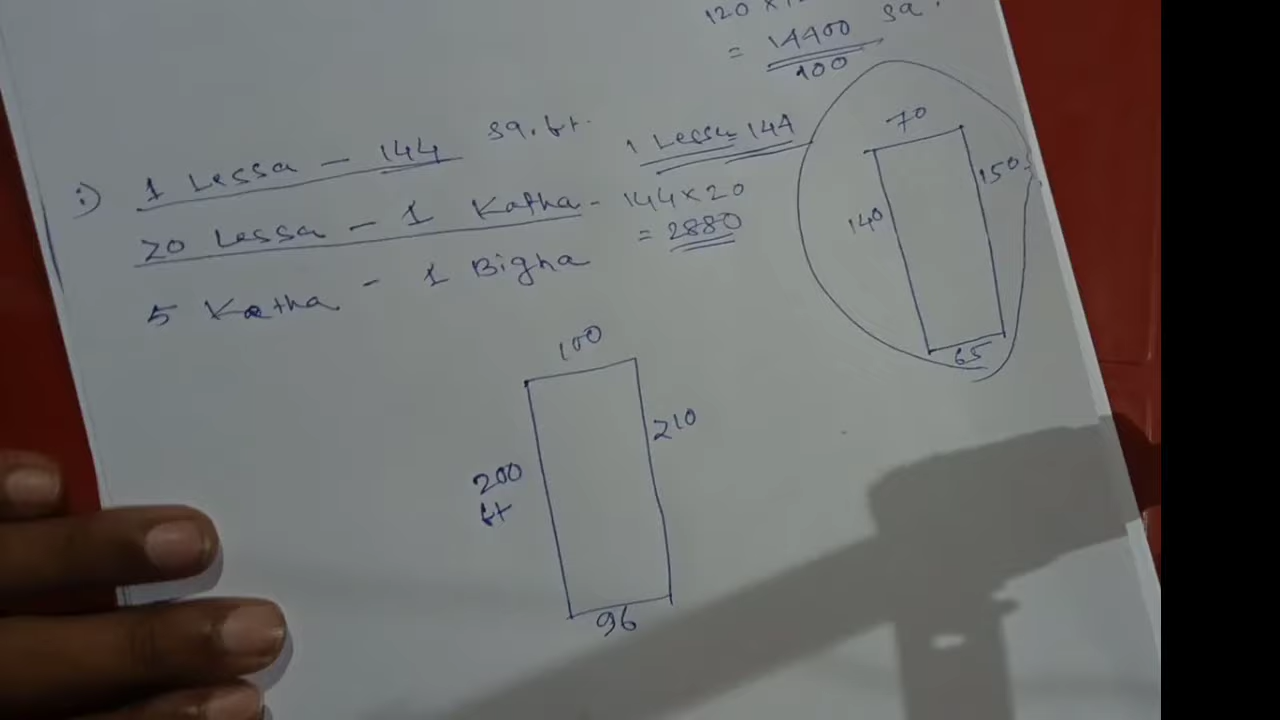 120 x
= 14400 sq.
100
:) 1 Lessa - 144 sq.ft.
1 Lessa 144
20 Lessa - 1 Katha - 144 x 20
= 2880
5 Katha - 1 Bigha
70
140
150
65
100
200
ft
210
96